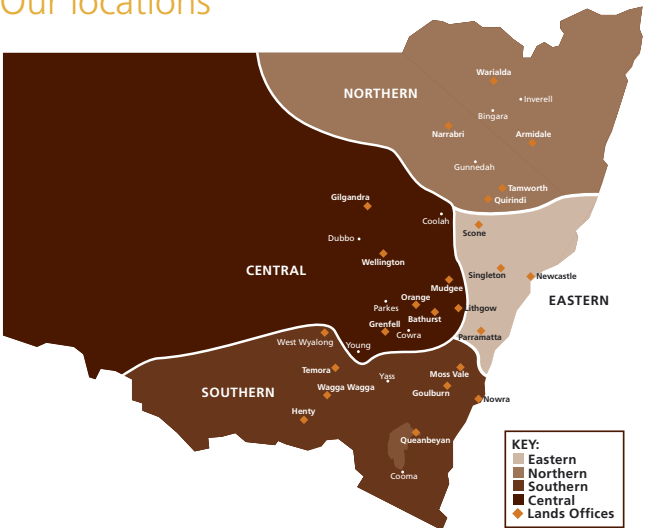 Our locations
Warialda
NORTHERN
Inverell
Bingara
Narrabri
Armidale
Gunnedah
Tamworth
Quirindi
Gilgandra
Coolah
Scone
Dubbo
Wellington
CENTRAL
Singleton
Newcastle
Mudgee
EASTERN
Orange
Parkes
Lithgow
Bathurst
Grenfell
Cowra
Parramatta
West Wyalong
Young
Temora
Yass
Moss Vale
SOUTHERN
Wagga Wagga
Goulburn
Nowra
Henty
Queanbeyan
Cooma
KEY:
Eastern
Northern
Southern
Central
Lands Offices